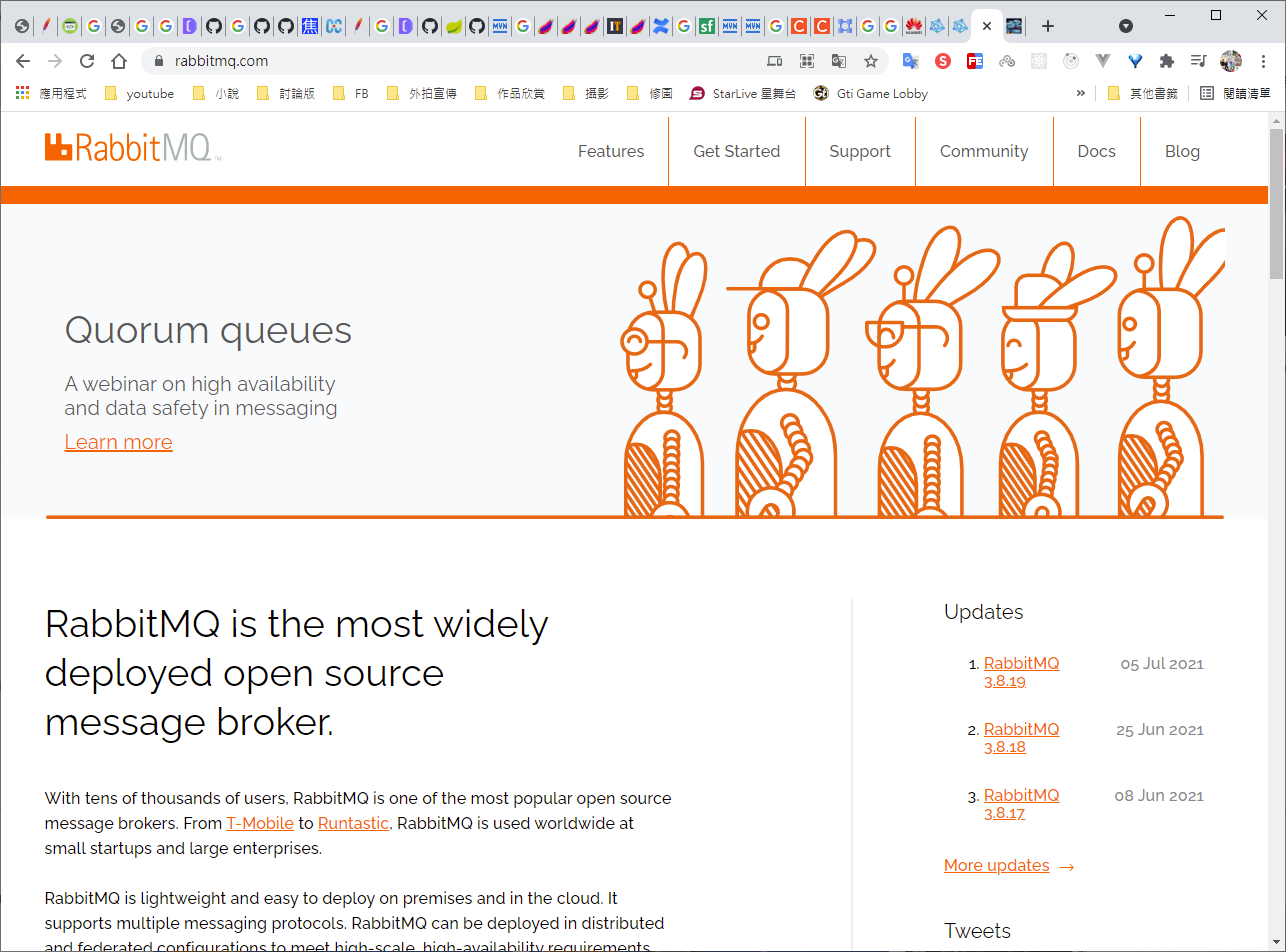 rabbitmq.com
應用程式
youtube
小說
討論版
FB
外拍宣傳
作品欣賞
攝影
修圖
StarLive 星舞台
Gti Game Lobby
»
其他書籤
閱讀清單
RabbitMQ™
Features
Get Started
Support
Community
Docs
Blog
Quorum queues
A webinar on high availability
and data safety in messaging
Learn more
RabbitMQ is the most widely
deployed open source
message broker.
With tens of thousands of users, RabbitMQ is one of the most popular open source
message brokers. From T-Mobile to Runtastic, RabbitMQ is used worldwide at
small startups and large enterprises.
RabbitMQ is lightweight and easy to deploy on premises and in the cloud. It
supports multiple messaging protocols. RabbitMQ can be deployed in distributed
and federated configurations to meet high-scale, high-availability requirements.
Updates
1. RabbitMQ 05 Jul 2021
3.8.19
2. RabbitMQ 25 Jun 2021
3.8.18
3. RabbitMQ 08 Jun 2021
3.8.17
More updates →
Tweets